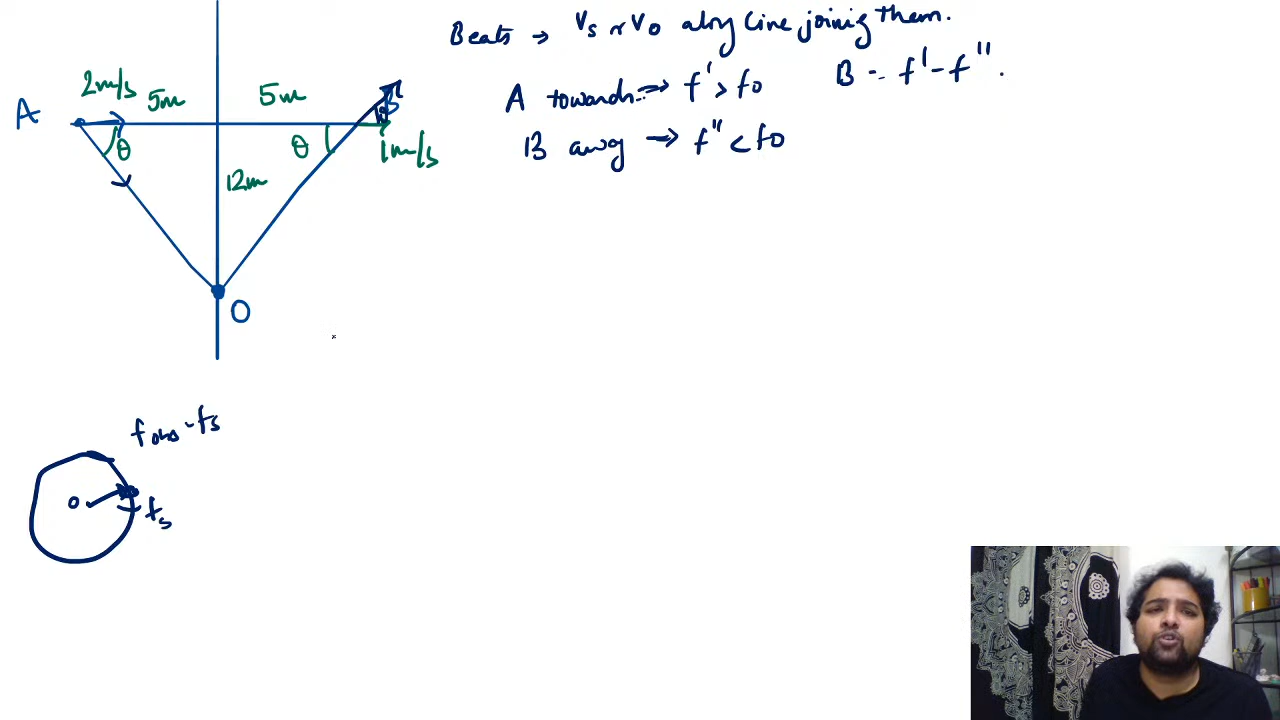 Beats → Vs or Vo along line joining them.
A towards → f' > fo
B = f' - f''.
B away → f'' < fo
2m/s
5m
5m
A
B
θ
θ
1m/s
12m
O
fobs = fs
O
fs